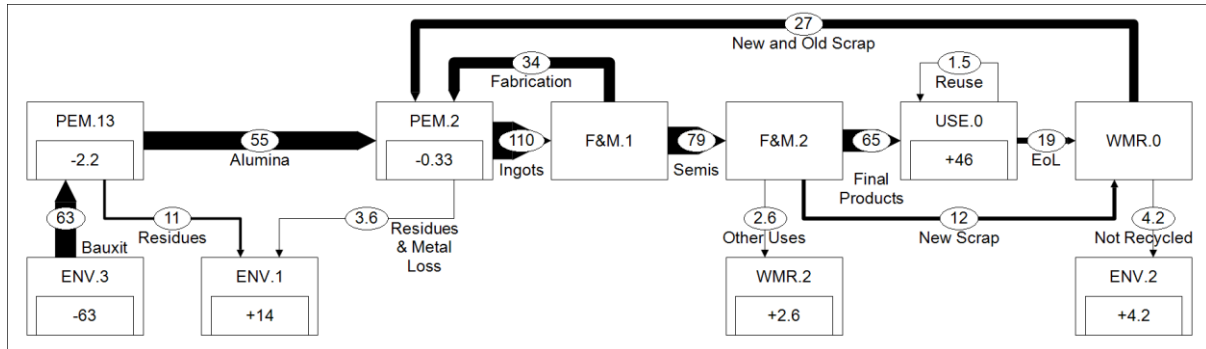 27
New and Old Scrap
34
Fabrication
1.5
Reuse
PEM.13
-2.2
55
Alumina
PEM.2
-0.33
110
Ingots
F&M.1
79
Semis
F&M.2
65
Final
Products
USE.0
+46
19
EoL
WMR.0
63
Bauxit
11
Residues
3.6
Residues
& Metal
Loss
2.6
Other Uses
12
New Scrap
4.2
Not Recycled
ENV.3
-63
ENV.1
+14
WMR.2
+2.6
ENV.2
+4.2